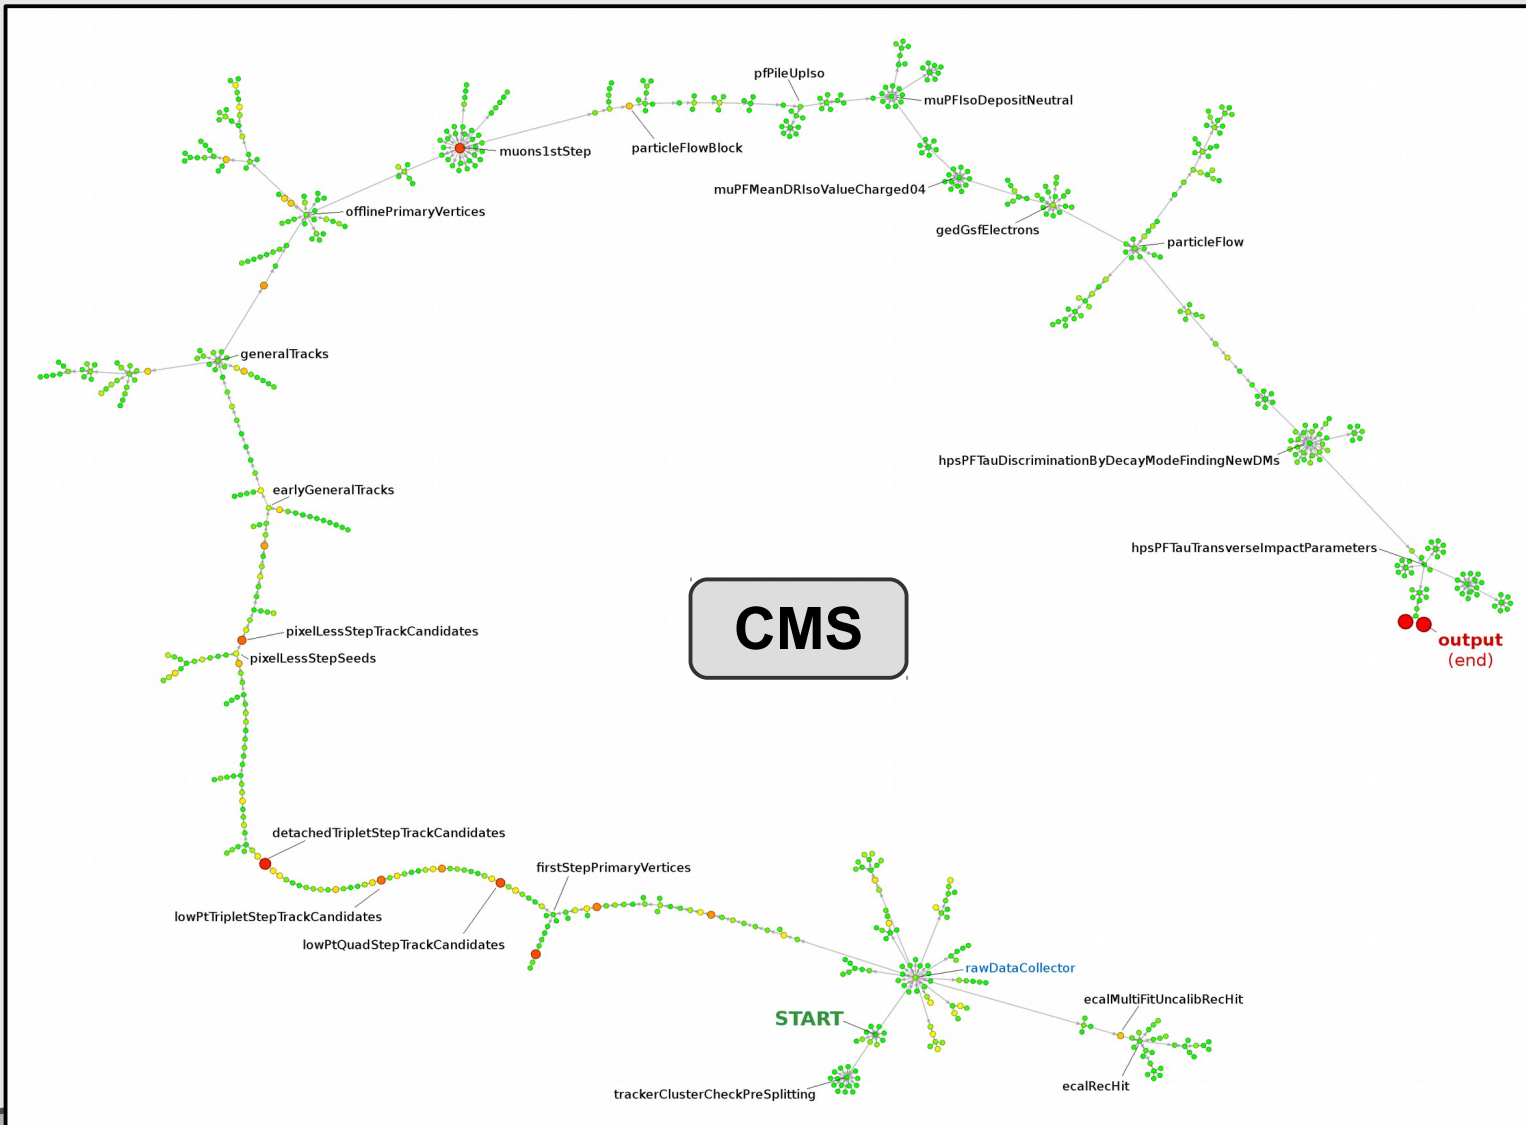 pfPileUpIso
muPFIsoDepositNeutral
muons1stStep
particleFlowBlock
muPFMeanDRIsoValueCharged04
offlinePrimaryVertices
gedGsfElectrons
particleFlow
generalTracks
hpsPFTauDiscriminationByDecayModeFindingNewDMs
earlyGeneralTracks
hpsPFTauTransverseImpactParameters
CMS
pixelLessStepTrackCandidates
output
(end)
pixelLessStepSeeds
detachedTripletStepTrackCandidates
firstStepPrimaryVertices
lowPtTripletStepTrackCandidates
lowPtQuadStepTrackCandidates
rawDataCollector
ecalMultiFitUncalibRecHit
START
ecalRecHit
trackerClusterCheckPreSplitting